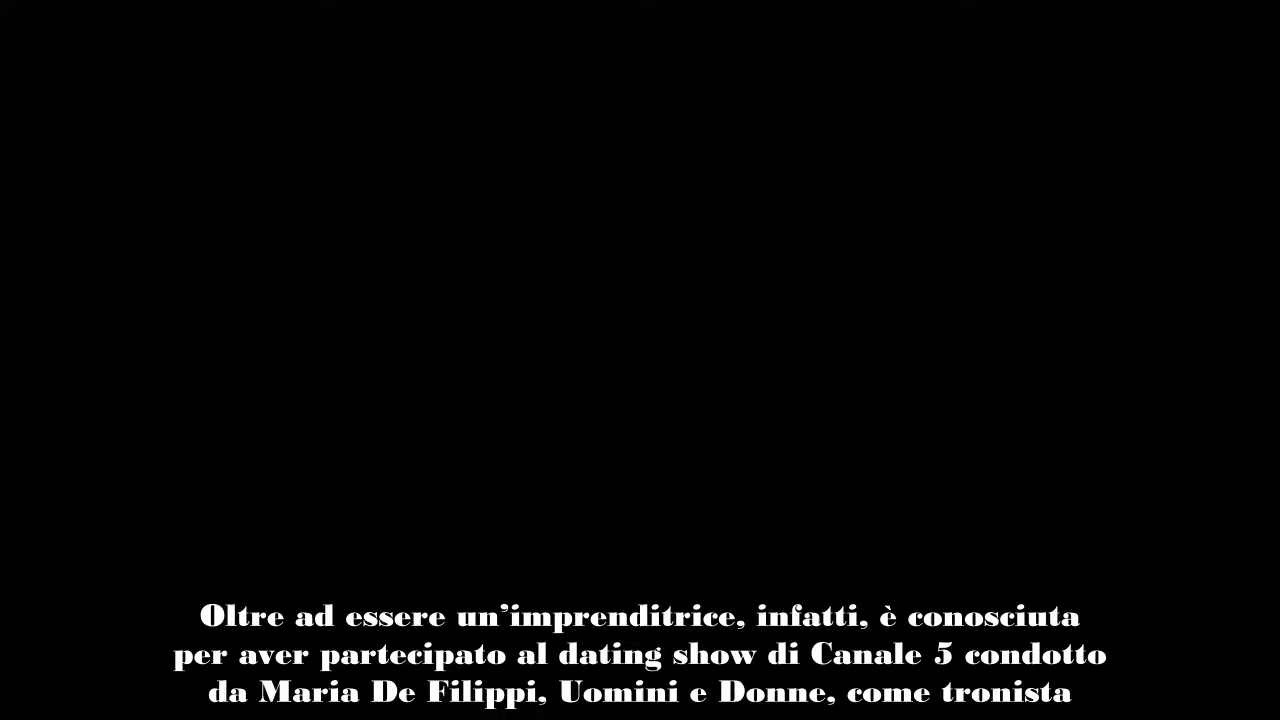 Oltre ad essere un’imprenditrice, infatti, è conosciuta
per aver partecipato al dating show di Canale 5 condotto
da Maria De Filippi, Uomini e Donne, come tronista